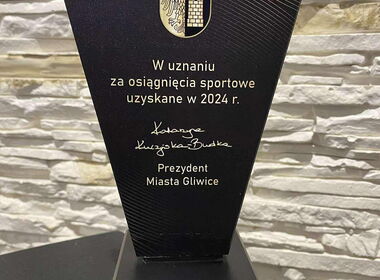 W uznaniu
za osiągnięcia sportowe
uzyskane w 2024 r.
Katarzyna
Kuczyńska-Budka
Prezydent
Miasta Gliwice